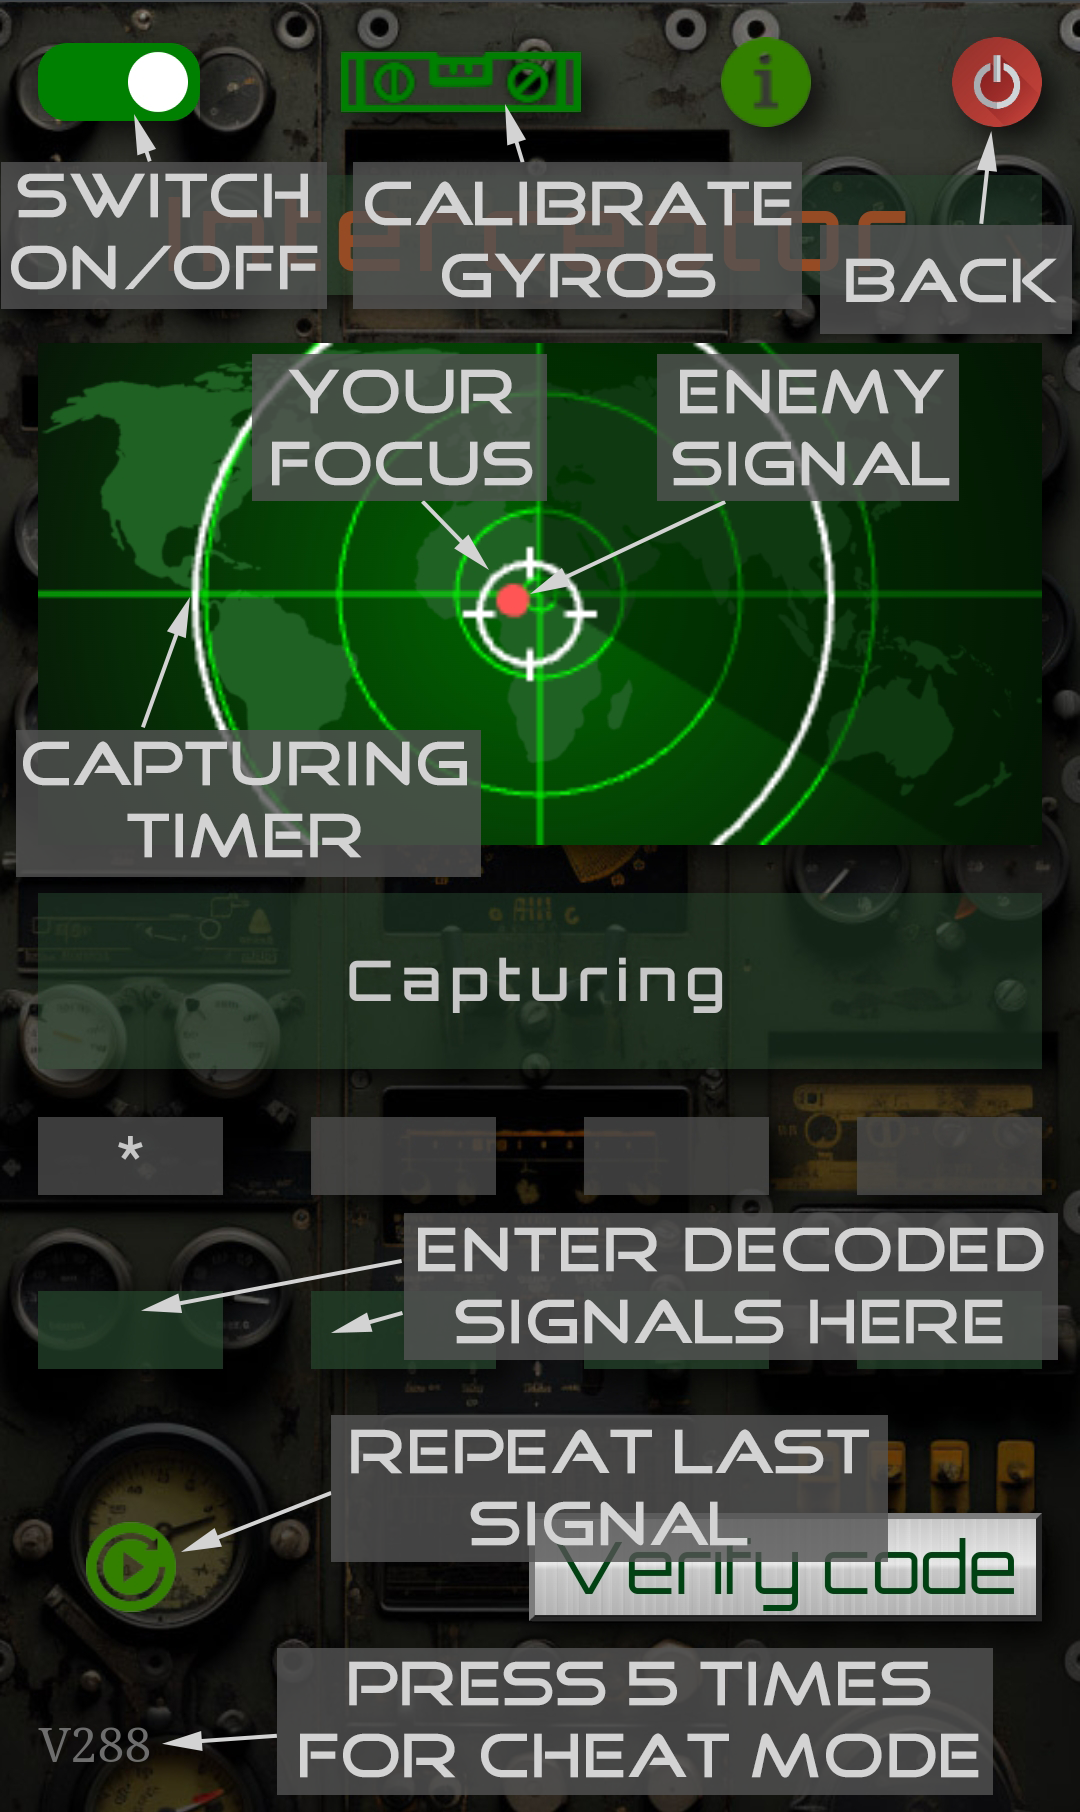 SWITCH
ON/OFF
CALIBRATE
GYROS
BACK
Interceptor
YOUR
FOCUS
ENEMY
SIGNAL
CAPTURING
TIMER
Capturing
*
ENTER DECODED
SIGNALS HERE
REPEAT LAST
SIGNAL
Verify code
PRESS 5 TIMES
FOR CHEAT MODE
V288